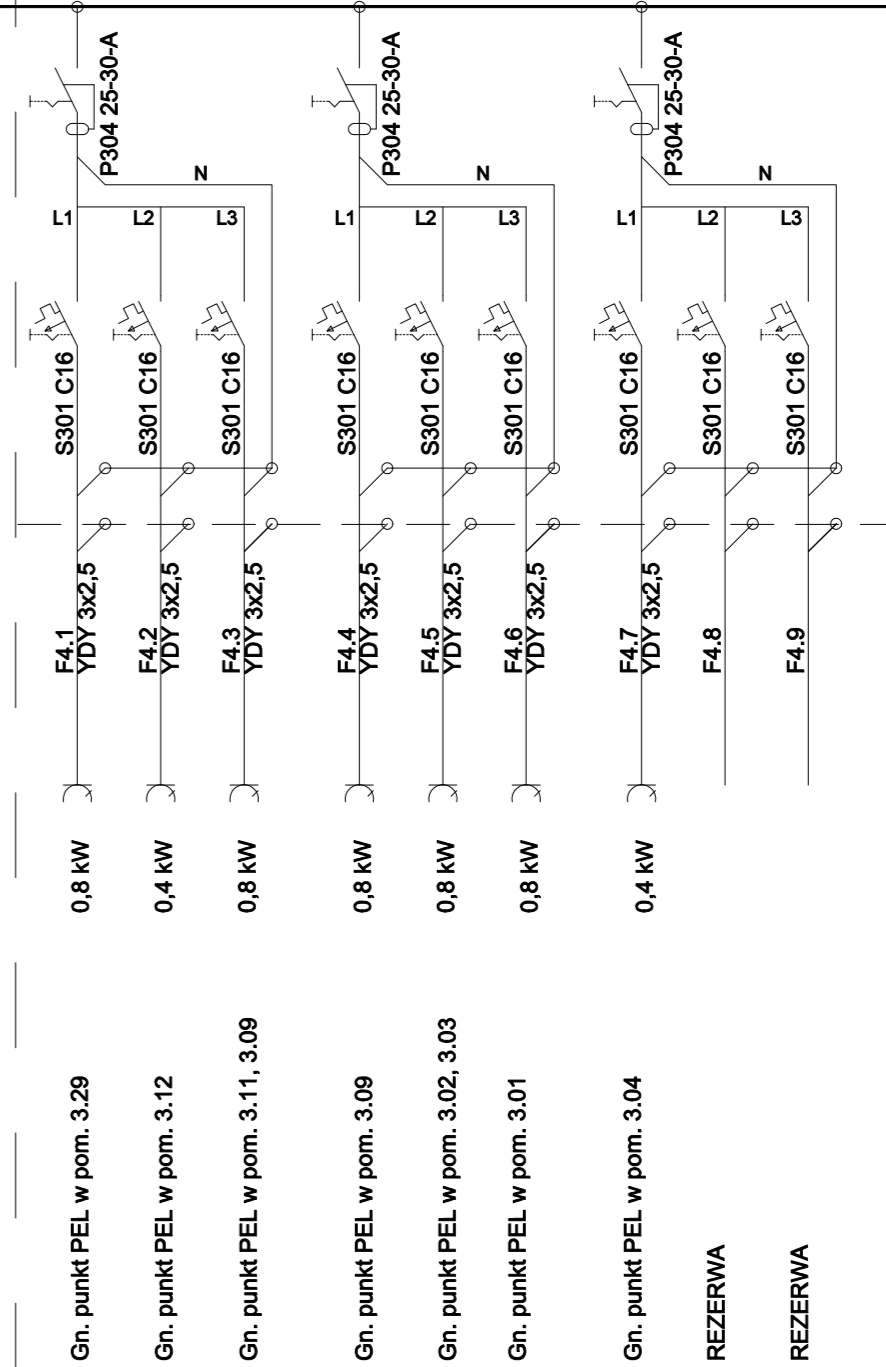 P304 25-30-A
P304 25-30-A
P304 25-30-A
N
N
N
L1
L2
L3
L1
L2
L3
L1
L2
L3
S301 C16
S301 C16
S301 C16
S301 C16
S301 C16
S301 C16
S301 C16
S301 C16
S301 C16
F4.1
YDY 3x2,5
F4.2
YDY 3x2,5
F4.3
YDY 3x2,5
F4.4
YDY 3x2,5
F4.5
YDY 3x2,5
F4.6
YDY 3x2,5
F4.7
YDY 3x2,5
F4.8
F4.9
0,8 kW
0,4 kW
0,8 kW
0,8 kW
0,8 kW
0,8 kW
0,4 kW
Gn. punkt PEL w pom. 3.29
Gn. punkt PEL w pom. 3.12
Gn. punkt PEL w pom. 3.11, 3.09
Gn. punkt PEL w pom. 3.09
Gn. punkt PEL w pom. 3.02, 3.03
Gn. punkt PEL w pom. 3.01
Gn. punkt PEL w pom. 3.04
REZERWA
REZERWA